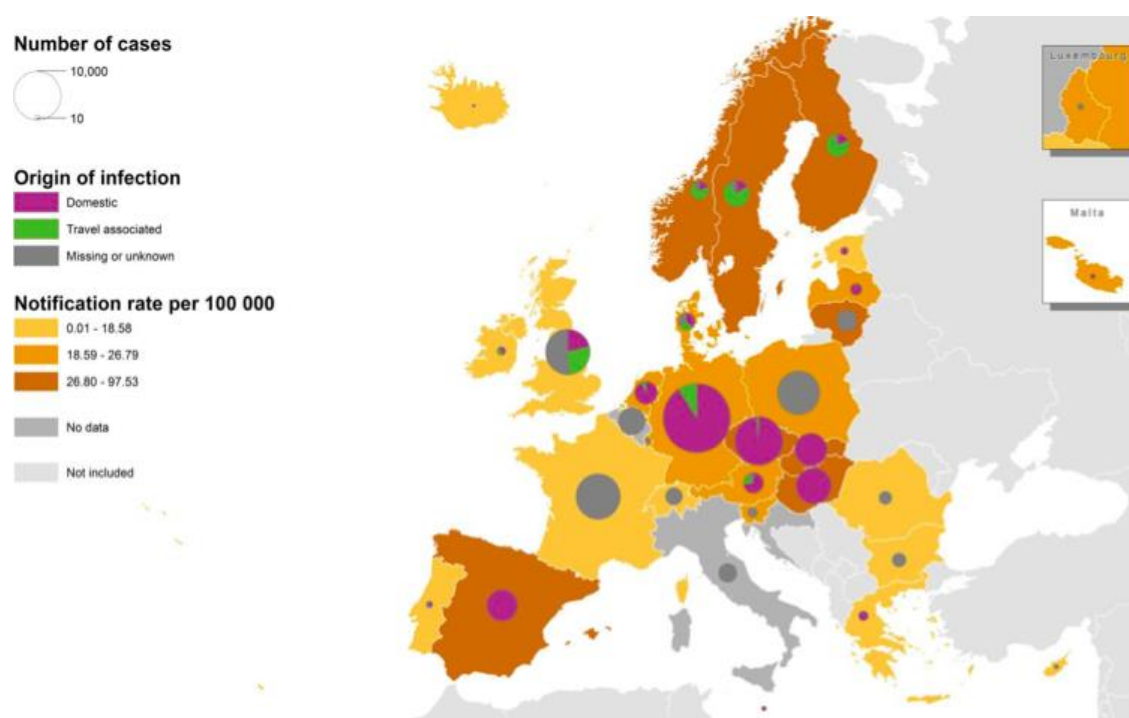 Number of cases
10,000
10
Origin of infection
Domestic
Travel associated
Missing or unknown
Notification rate per 100 000
0.01 - 18.58
18.59 - 26.79
26.80 - 97.53
No data
Not included
Luxembourg
Malta